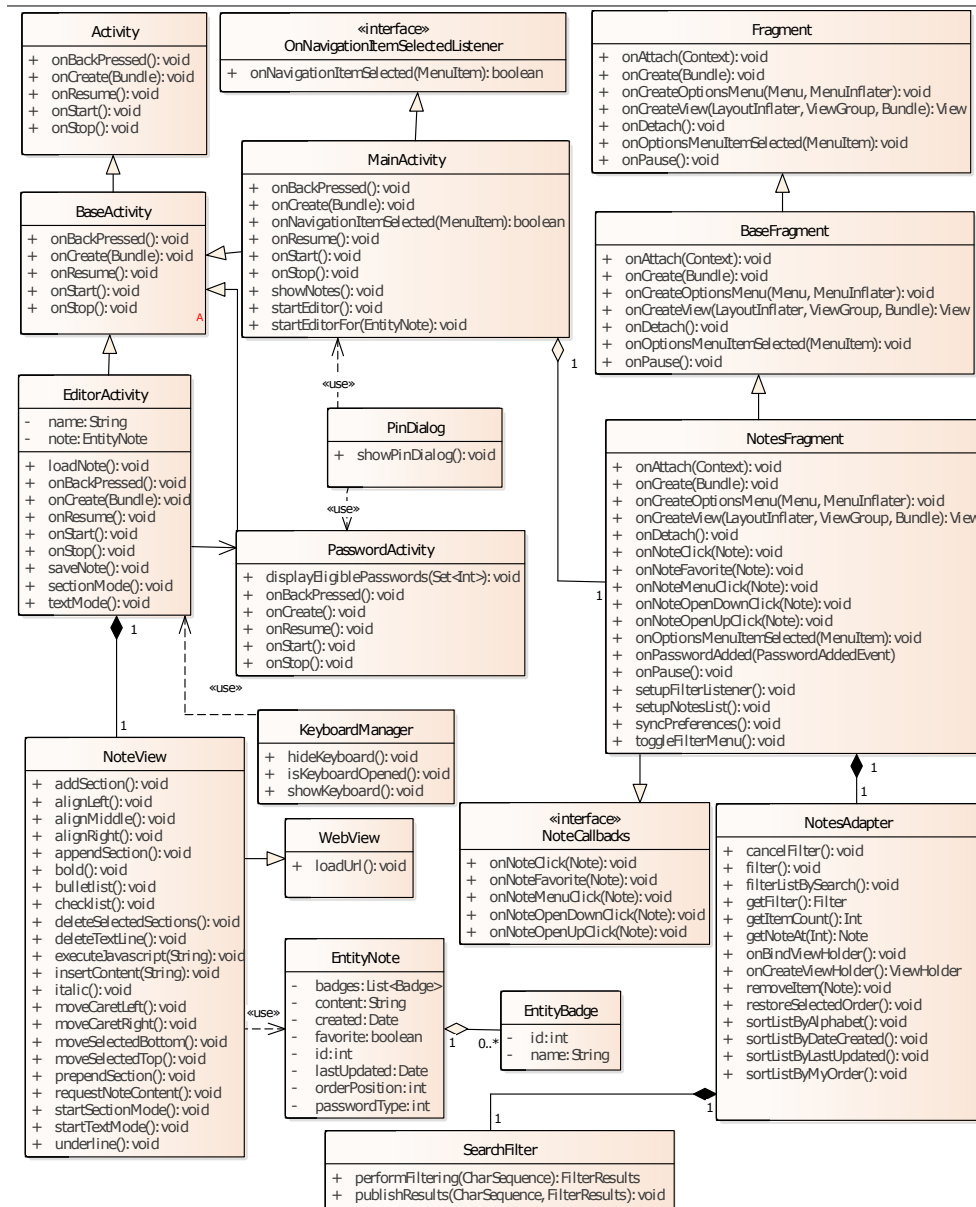 Activity
+ onBackPressed(): void
+ onCreate(Bundle): void
+ onResume(): void
+ onStart(): void
+ onStop(): void
«interface»
OnNavigationItemSelectedListener
+ onNavigationItemSelected(MenuItem): boolean
Fragment
+ onAttach(Context): void
+ onCreate(Bundle): void
+ onCreateOptionsMenu(Menu, MenuInflater): void
+ onCreateView(LayoutInflater, ViewGroup, Bundle): View
+ onDetach(): void
+ onOptionsMenuItemSelected(MenuItem): void
+ onPause(): void
BaseActivity
+ onBackPressed(): void
+ onCreate(Bundle): void
+ onResume(): void
+ onStart(): void
+ onStop(): void
A
MainActivity
+ onBackPressed(): void
+ onCreate(Bundle): void
+ onNavigationItemSelected(MenuItem): boolean
+ onResume(): void
+ onStart(): void
+ onStop(): void
+ showNotes(): void
+ startEditor(): void
+ startEditorFor(EntityNote): void
BaseFragment
+ onAttach(Context): void
+ onCreate(Bundle): void
+ onCreateOptionsMenu(Menu, MenuInflater): void
+ onCreateView(LayoutInflater, ViewGroup, Bundle): View
+ onDetach(): void
+ onOptionsMenuItemSelected(MenuItem): void
+ onPause(): void
1
«use»
EditorActivity
- name: String
- note: EntityNote
+ loadNote(): void
+ onBackPressed(): void
+ onCreate(Bundle): void
+ onResume(): void
+ onStart(): void
+ onStop(): void
+ saveNote(): void
+ sectionMode(): void
+ textMode(): void
PinDialog
+ showPinDialog(): void
«use»
PasswordActivity
+ displayEligiblePasswords(Set<Int>): void
+ onBackPressed(): void
+ onCreate(): void
+ onResume(): void
+ onStart(): void
+ onStop(): void
NotesFragment
+ onAttach(Context): void
+ onCreate(Bundle): void
+ onCreateOptionsMenu(Menu, MenuInflater): void
+ onCreateView(LayoutInflater, ViewGroup, Bundle): View
+ onDetach(): void
+ onNoteClick(Note): void
+ onNoteFavorite(Note): void
+ onNoteMenuClick(Note): void
+ onNoteOpenDownClick(Note): void
+ onNoteOpenUpClick(Note): void
+ onOptionsMenuItemSelected(MenuItem): void
+ onPasswordAdded(PasswordAddedEvent)
+ onPause(): void
+ setupFilterListener(): void
+ setupNotesList(): void
+ syncPreferences(): void
+ toggleFilterMenu(): void
1
1
«use»
1
KeyboardManager
+ hideKeyboard(): void
+ isKeyboardOpened(): void
+ showKeyboard(): void
NoteView
+ addSection(): void
+ alignLeft(): void
+ alignMiddle(): void
+ alignRight(): void
+ appendSection(): void
+ bold(): void
+ bulletlist(): void
+ checklist(): void
+ deleteSelectedSections(): void
+ deleteTextLine(): void
+ executeJavascript(String): void
+ insertContent(String): void
+ italic(): void
+ moveCaretLeft(): void
+ moveCaretRight(): void
+ moveSelectedBottom(): void
+ moveSelectedTop(): void
+ prependSection(): void
+ requestNoteContent(): void
+ startSectionMode(): void
+ startTextMode(): void
+ underline(): void
WebView
+ loadUrl(): void
«interface»
NoteCallbacks
+ onNoteClick(Note): void
+ onNoteFavorite(Note): void
+ onNoteMenuClick(Note): void
+ onNoteOpenDownClick(Note): void
+ onNoteOpenUpClick(Note): void
1
1
NotesAdapter
+ cancelFilter(): void
+ filter(): void
+ filterListBySearch(): void
+ getFilter(): Filter
+ getItemCount(): Int
+ getNoteAt(Int): Note
+ onBindViewHolder(): void
+ onCreateViewHolder(): ViewHolder
+ removeItem(Note): void
+ restoreSelectedOrder(): void
+ sortListByAlphabet(): void
+ sortListByDateCreated(): void
+ sortListByLastUpdated(): void
+ sortListByMyOrder(): void
«use»
EntityNote
- badges: List<Badge>
- content: String
- created: Date
- favorite: boolean
- id: int
- lastUpdated: Date
- orderPosition: int
- passwordType: int
1
0..*
EntityBadge
- id: int
- name: String
1
1
SearchFilter
+ performFiltering(CharSequence): FilterResults
+ publishResults(CharSequence, FilterResults): void